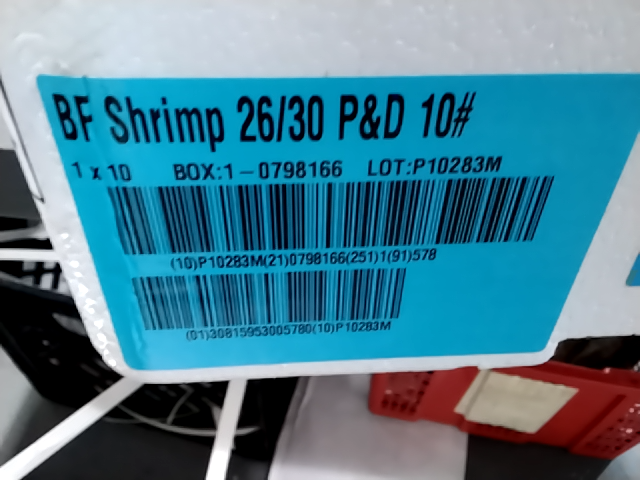 BF Shrimp 26/30 P&D 10#
1 x 10 BOX:1-0798166 LOT:P10283M
(10)P10283M(21)0798166(251)1(91)578
(01)30815953005780(10)P10283M